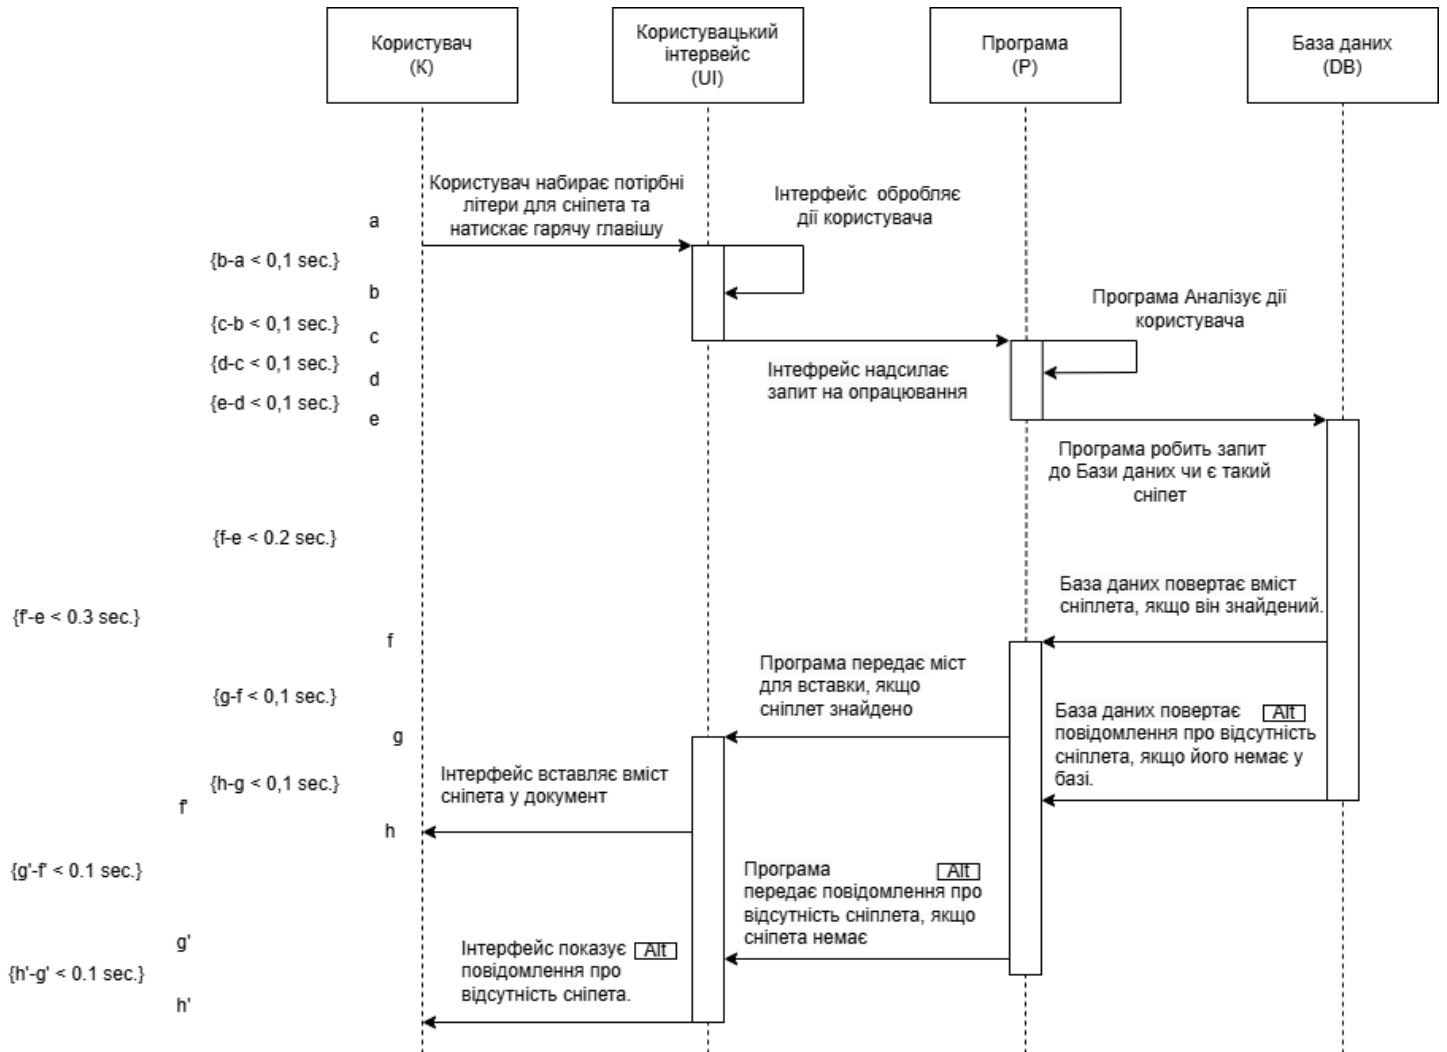 Користувач
(К)
Користувацький
інтервейс
(UI)
Програма
(P)
База даних
(DB)
Користувач набирає потірбні
літери для сніпета та
натискає гарячу главішу
Інтерфейс обробляє
дії користувача
a
{b-a < 0,1 sec.}
b
Програма Аналізує дії
користувача
{c-b < 0,1 sec.}
c
{d-c < 0,1 sec.}
d
Інтефрейс надсилає
запит на опрацювання
{e-d < 0,1 sec.}
e
Програма робить запит
до Бази даних чи є такий
сніпет
{f-e < 0.2 sec.}
База даних повертає вміст
сніплета, якщо він знайдений.
{f'-e < 0.3 sec.}
f
Програма передає міст
для вставки, якщо
сніплет знайдено
{g-f < 0,1 sec.}
База даних повертає Alt
повідомлення про відсутність
сніплета, якщо його немає у
базі.
g
Інтерфейс вставляє вміст
сніпета у документ
{h-g < 0,1 sec.}
f'
h
{g'-f' < 0.1 sec.}
Програма Alt
передає повідомлення про
відсутність сніплета, якщо
сніпета немає
g'
Інтерфейс показує Alt
повідомлення про
відсутність сніпета.
{h'-g' < 0.1 sec.}
h'